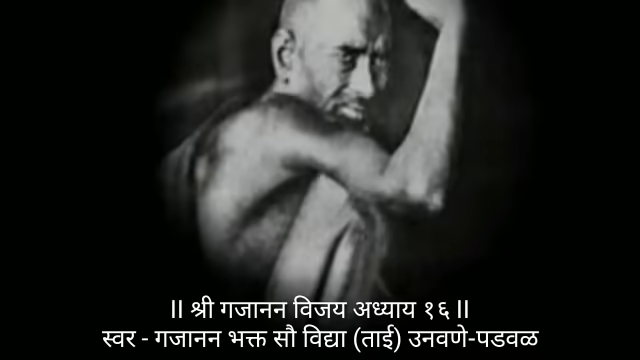 || श्री गजानन विजय अध्याय १६ ||
स्वर - गजानन भक्त सौ विद्या (ताई) उनवणे-पडवळ